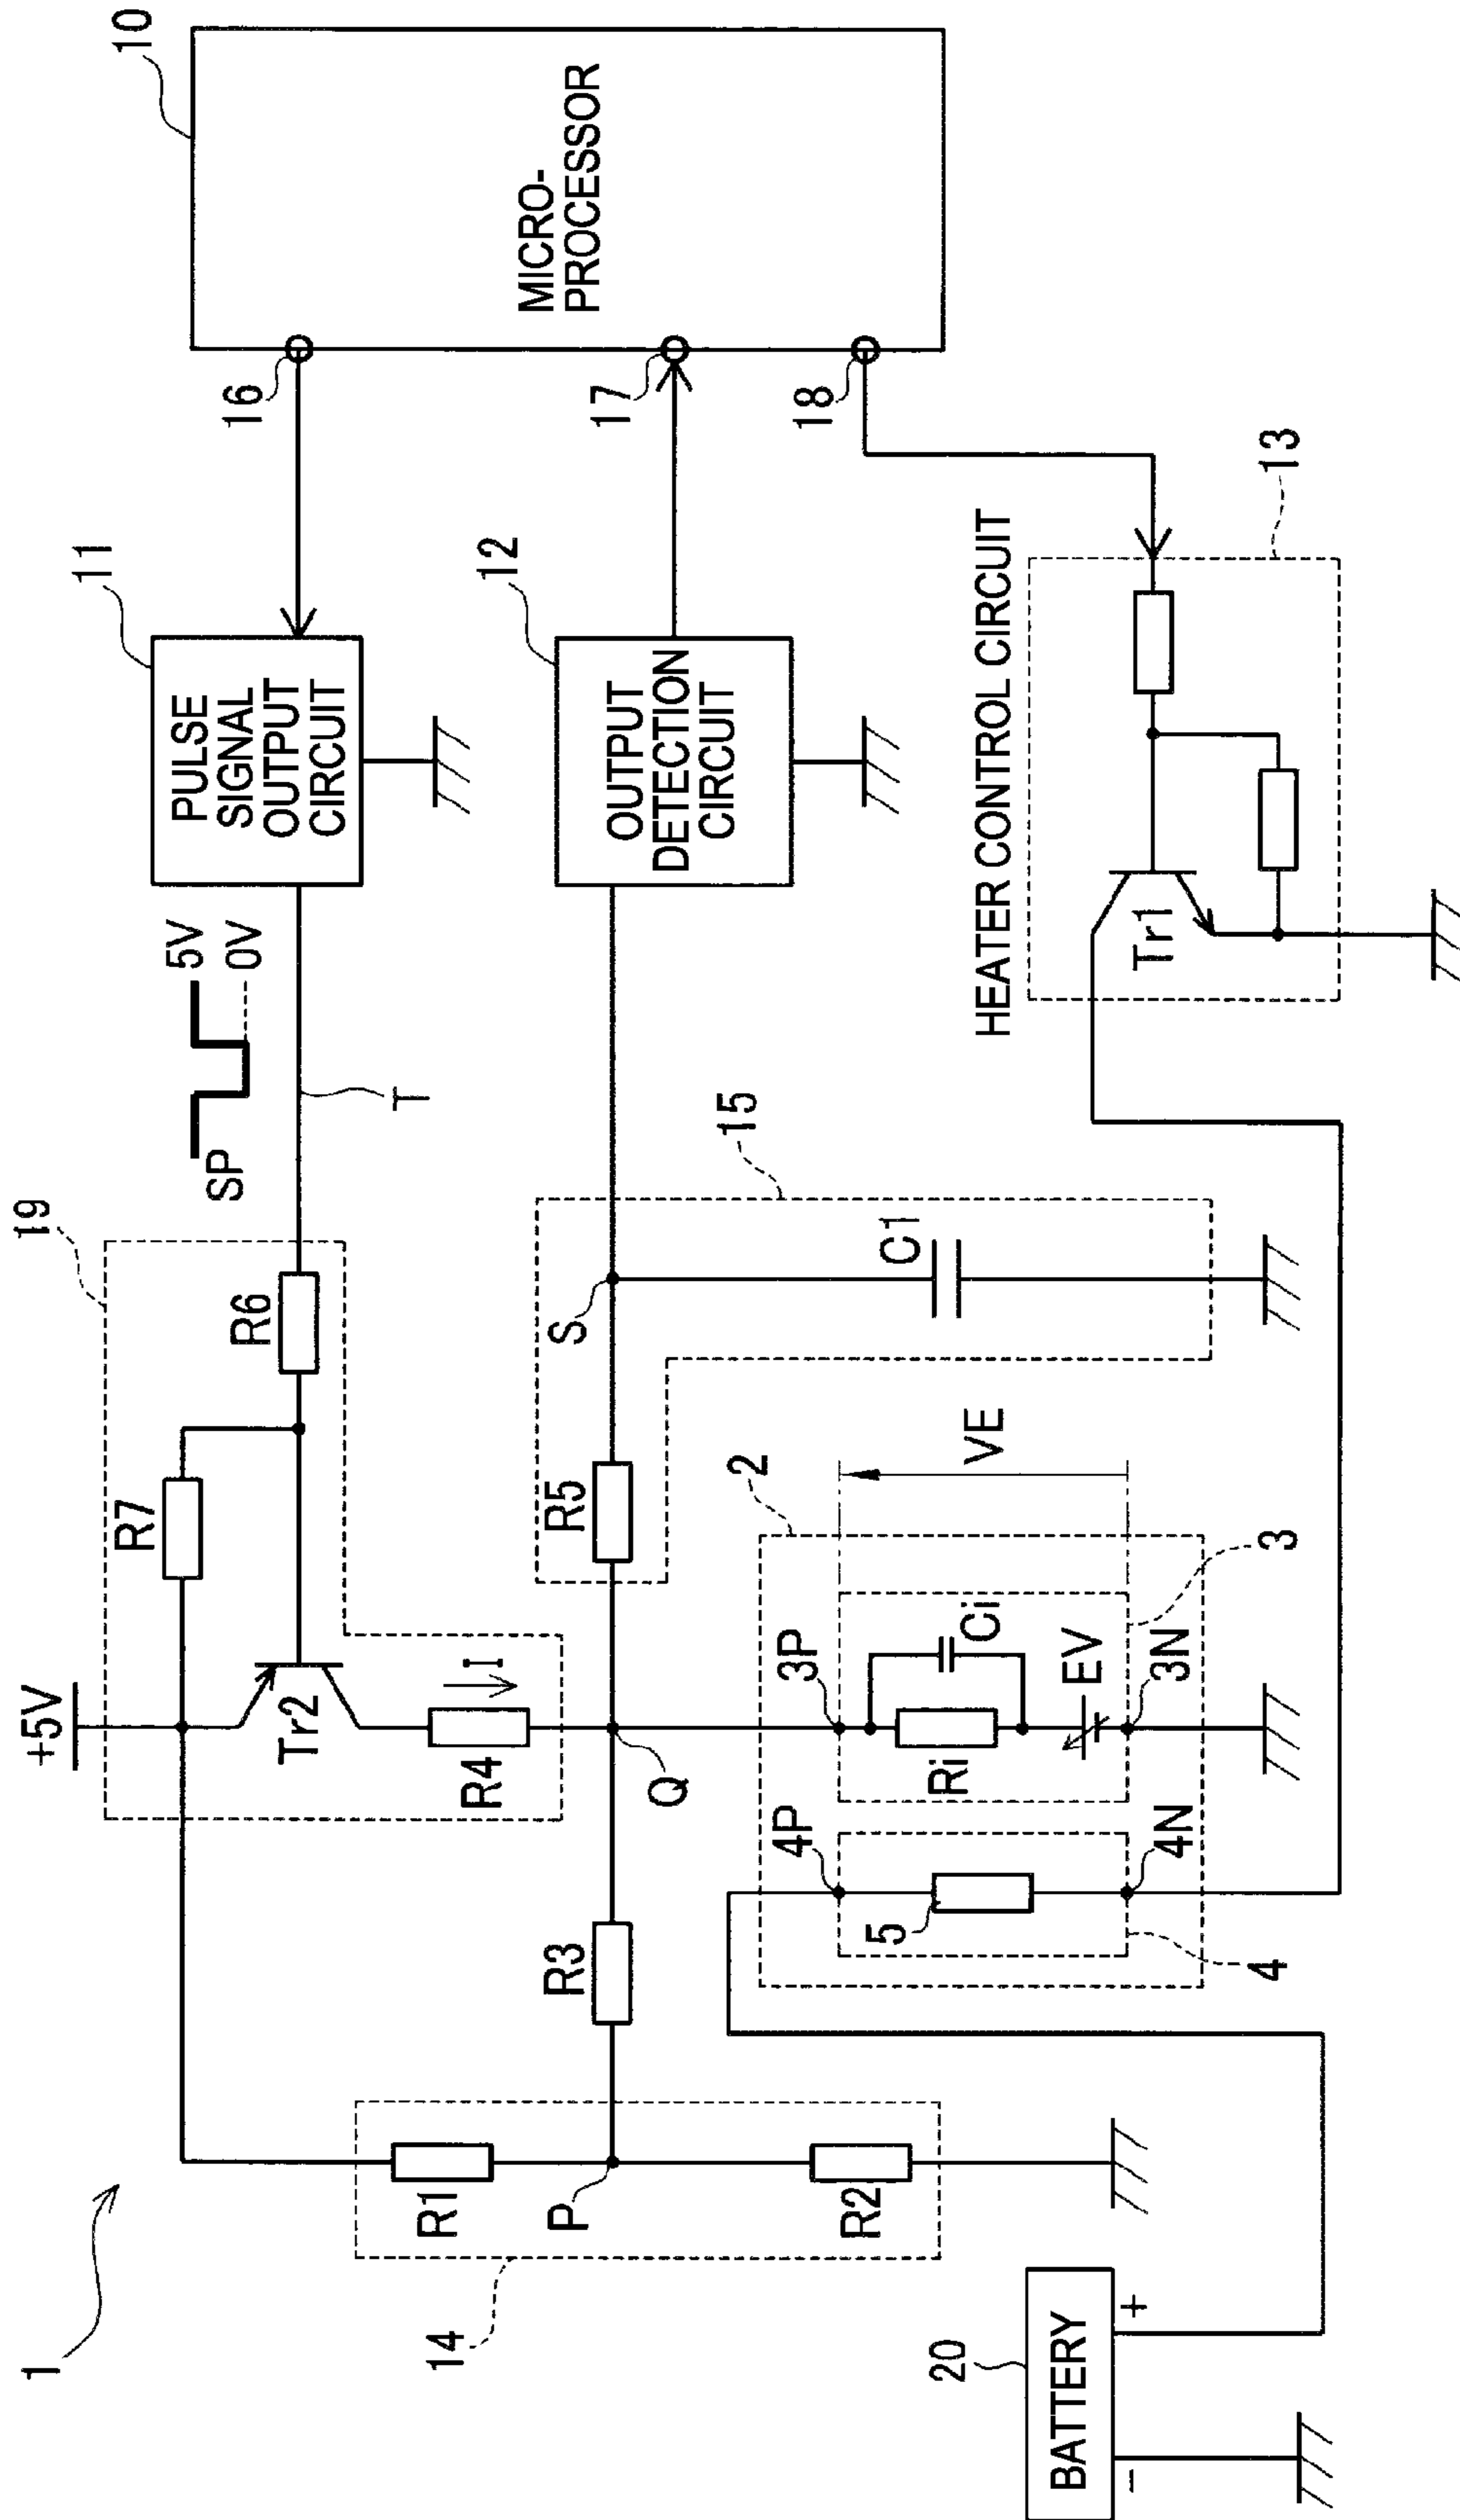 1
+5V
R7
19
R6
Tr2
R4
I
SP
5V
0V
T
11
PULSE
SIGNAL
OUTPUT
CIRCUIT
16
10
MICRO-
PROCESSOR
17
18
14
R1
P
R2
R3
Q
R5
S
C1
15
12
OUTPUT
DETECTION
CIRCUIT
2
4P
3P
5
Ri
Ci
EV
VE
4N
3N
4
3
HEATER CONTROL CIRCUIT
Tr1
13
20
BATTERY
−
+